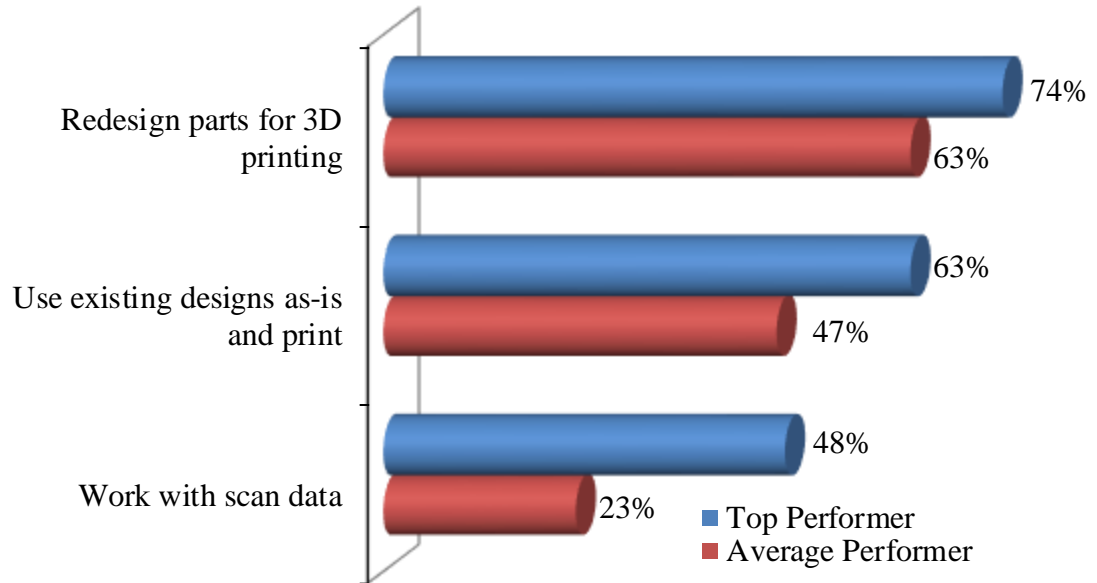 74%
Redesign parts for 3D
printing
63%
63%
Use existing designs as-is
and print
47%
48%
Work with scan data
23%
Top Performer
Average Performer